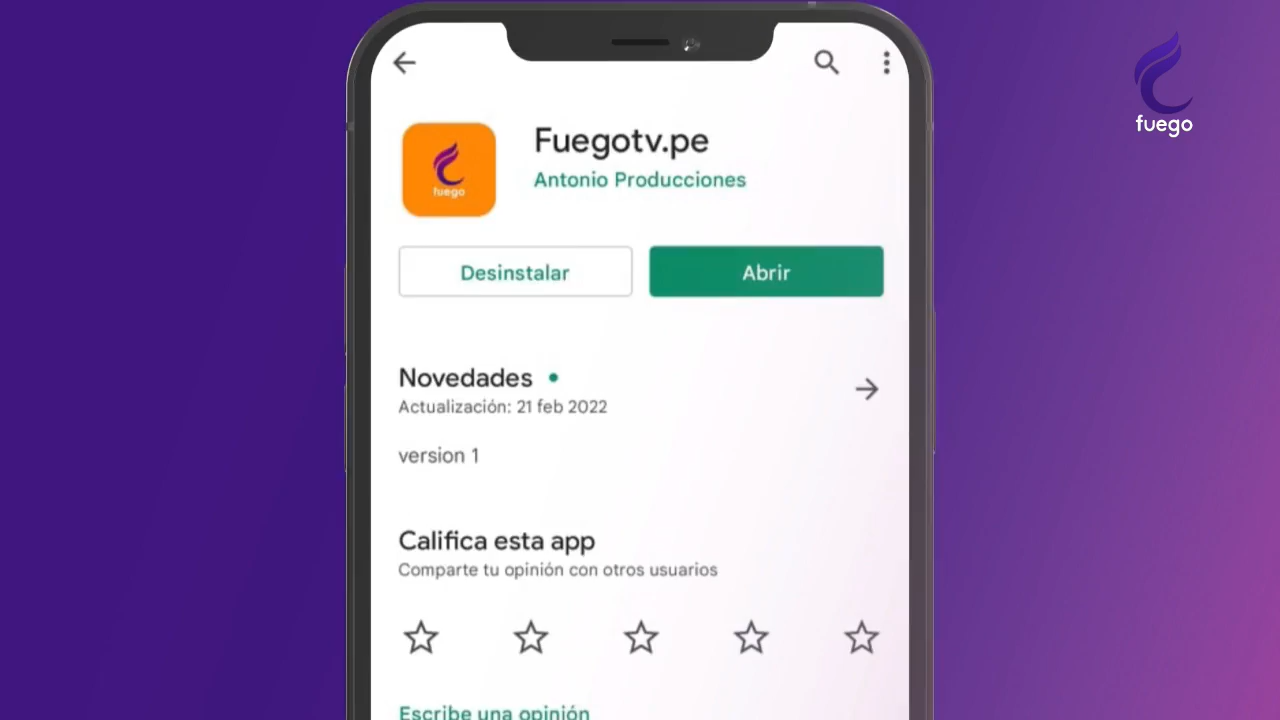 fuego
Fuegotv.pe
Antonio Producciones
fuego
Desinstalar
Abrir
Novedades
Actualización: 21 feb 2022
version 1
Califica esta app
Comparte tu opinión con otros usuarios
Escribe una opinión